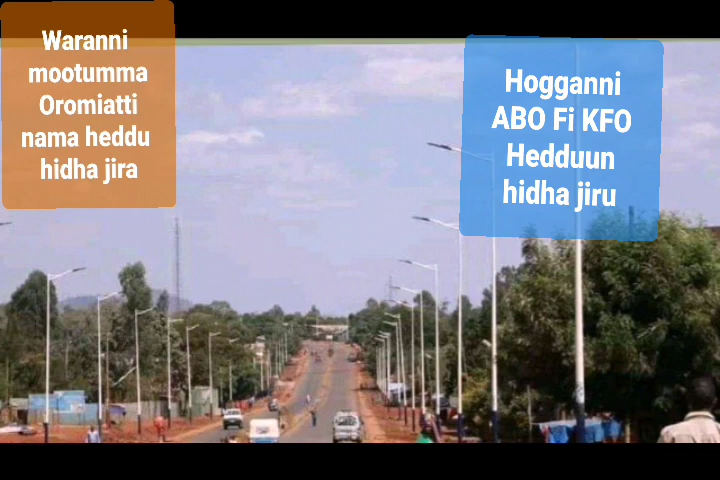 Waranni
mootumma
Oromiatti
nama heddu
hidha jira
Hogganni
ABO Fi KFO
Hedduun
hidha jiru